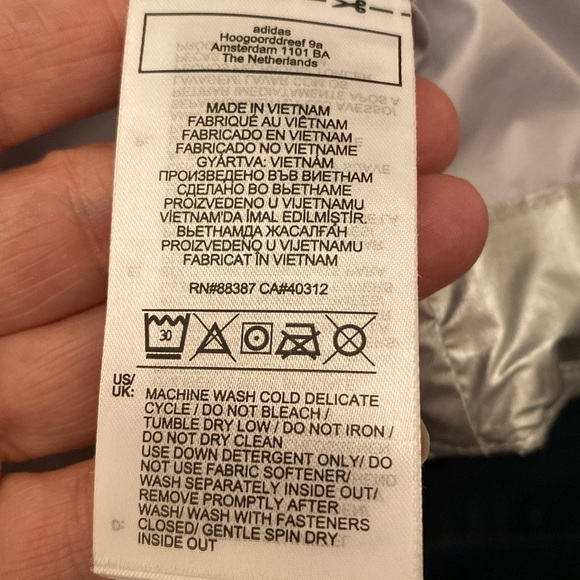 adidas
Hoogoorddreef 9a
Amsterdam 1101 BA
The Netherlands
MADE IN VIETNAM
FABRIQUÉ AU VIÊTNAM
FABRICADO EN VIETNAM
FABRICADO NO VIETNAME
GYÁRTVA: VIETNÁM
ПРОИЗВЕДЕНО ВЪВ ВИЕТНАМ
СДЕЛАНО ВО ВЬЕТНАМЕ
PROIZVEDENO U VIJETNAMU
VİETNAM'DA İMAL EDİLMİŞTİR.
ВЬЕТНАМДА ЖАСАЛҒАН
PROIZVEDENO U VIJETNAMU
FABRICAT ÎN VIETNAM
RN#88387 CA#40312
30
US/
UK:
MACHINE WASH COLD DELICATE
CYCLE / DO NOT BLEACH /
TUMBLE DRY LOW / DO NOT IRON /
DO NOT DRY CLEAN
USE DOWN DETERGENT ONLY/ DO
NOT USE FABRIC SOFTENER/
WASH SEPARATELY INSIDE OUT/
REMOVE PROMPTLY AFTER
WASH/ WASH WITH FASTENERS
CLOSED/ GENTLE SPIN DRY
INSIDE OUT